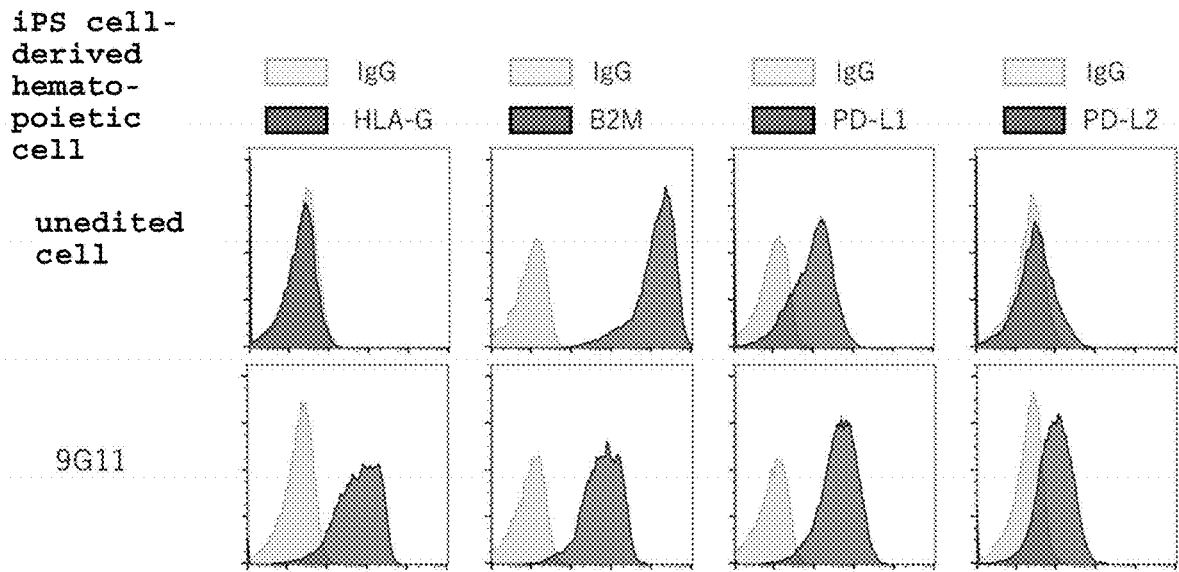 iPS cell-
derived
hemato-
poietic
cell
IgG
HLA-G
IgG
B2M
IgG
PD-L1
IgG
PD-L2
unedited
cell
9G11